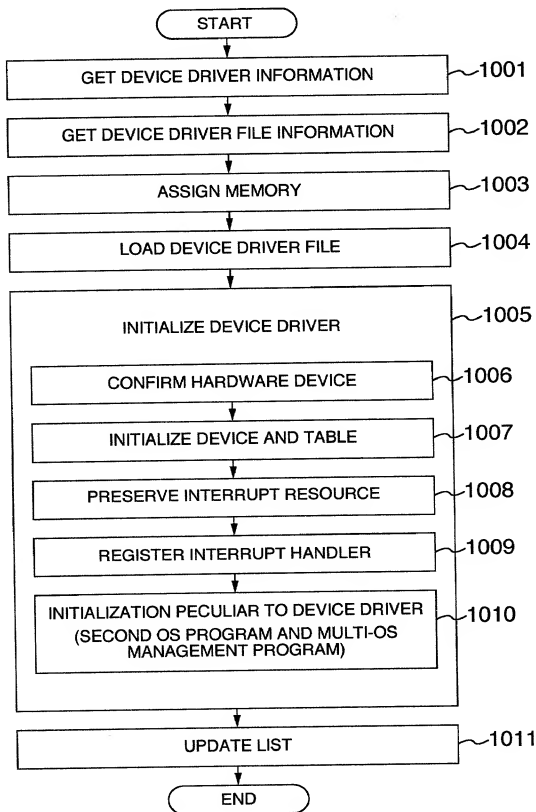 START
GET DEVICE DRIVER INFORMATION 1001
GET DEVICE DRIVER FILE INFORMATION 1002
ASSIGN MEMORY 1003
LOAD DEVICE DRIVER FILE 1004
INITIALIZE DEVICE DRIVER 1005
CONFIRM HARDWARE DEVICE 1006
INITIALIZE DEVICE AND TABLE 1007
PRESERVE INTERRUPT RESOURCE 1008
REGISTER INTERRUPT HANDLER 1009
INITIALIZATION PECULIAR TO DEVICE DRIVER 1010
(SECOND OS PROGRAM AND MULTI-OS
MANAGEMENT PROGRAM)
UPDATE LIST 1011
END